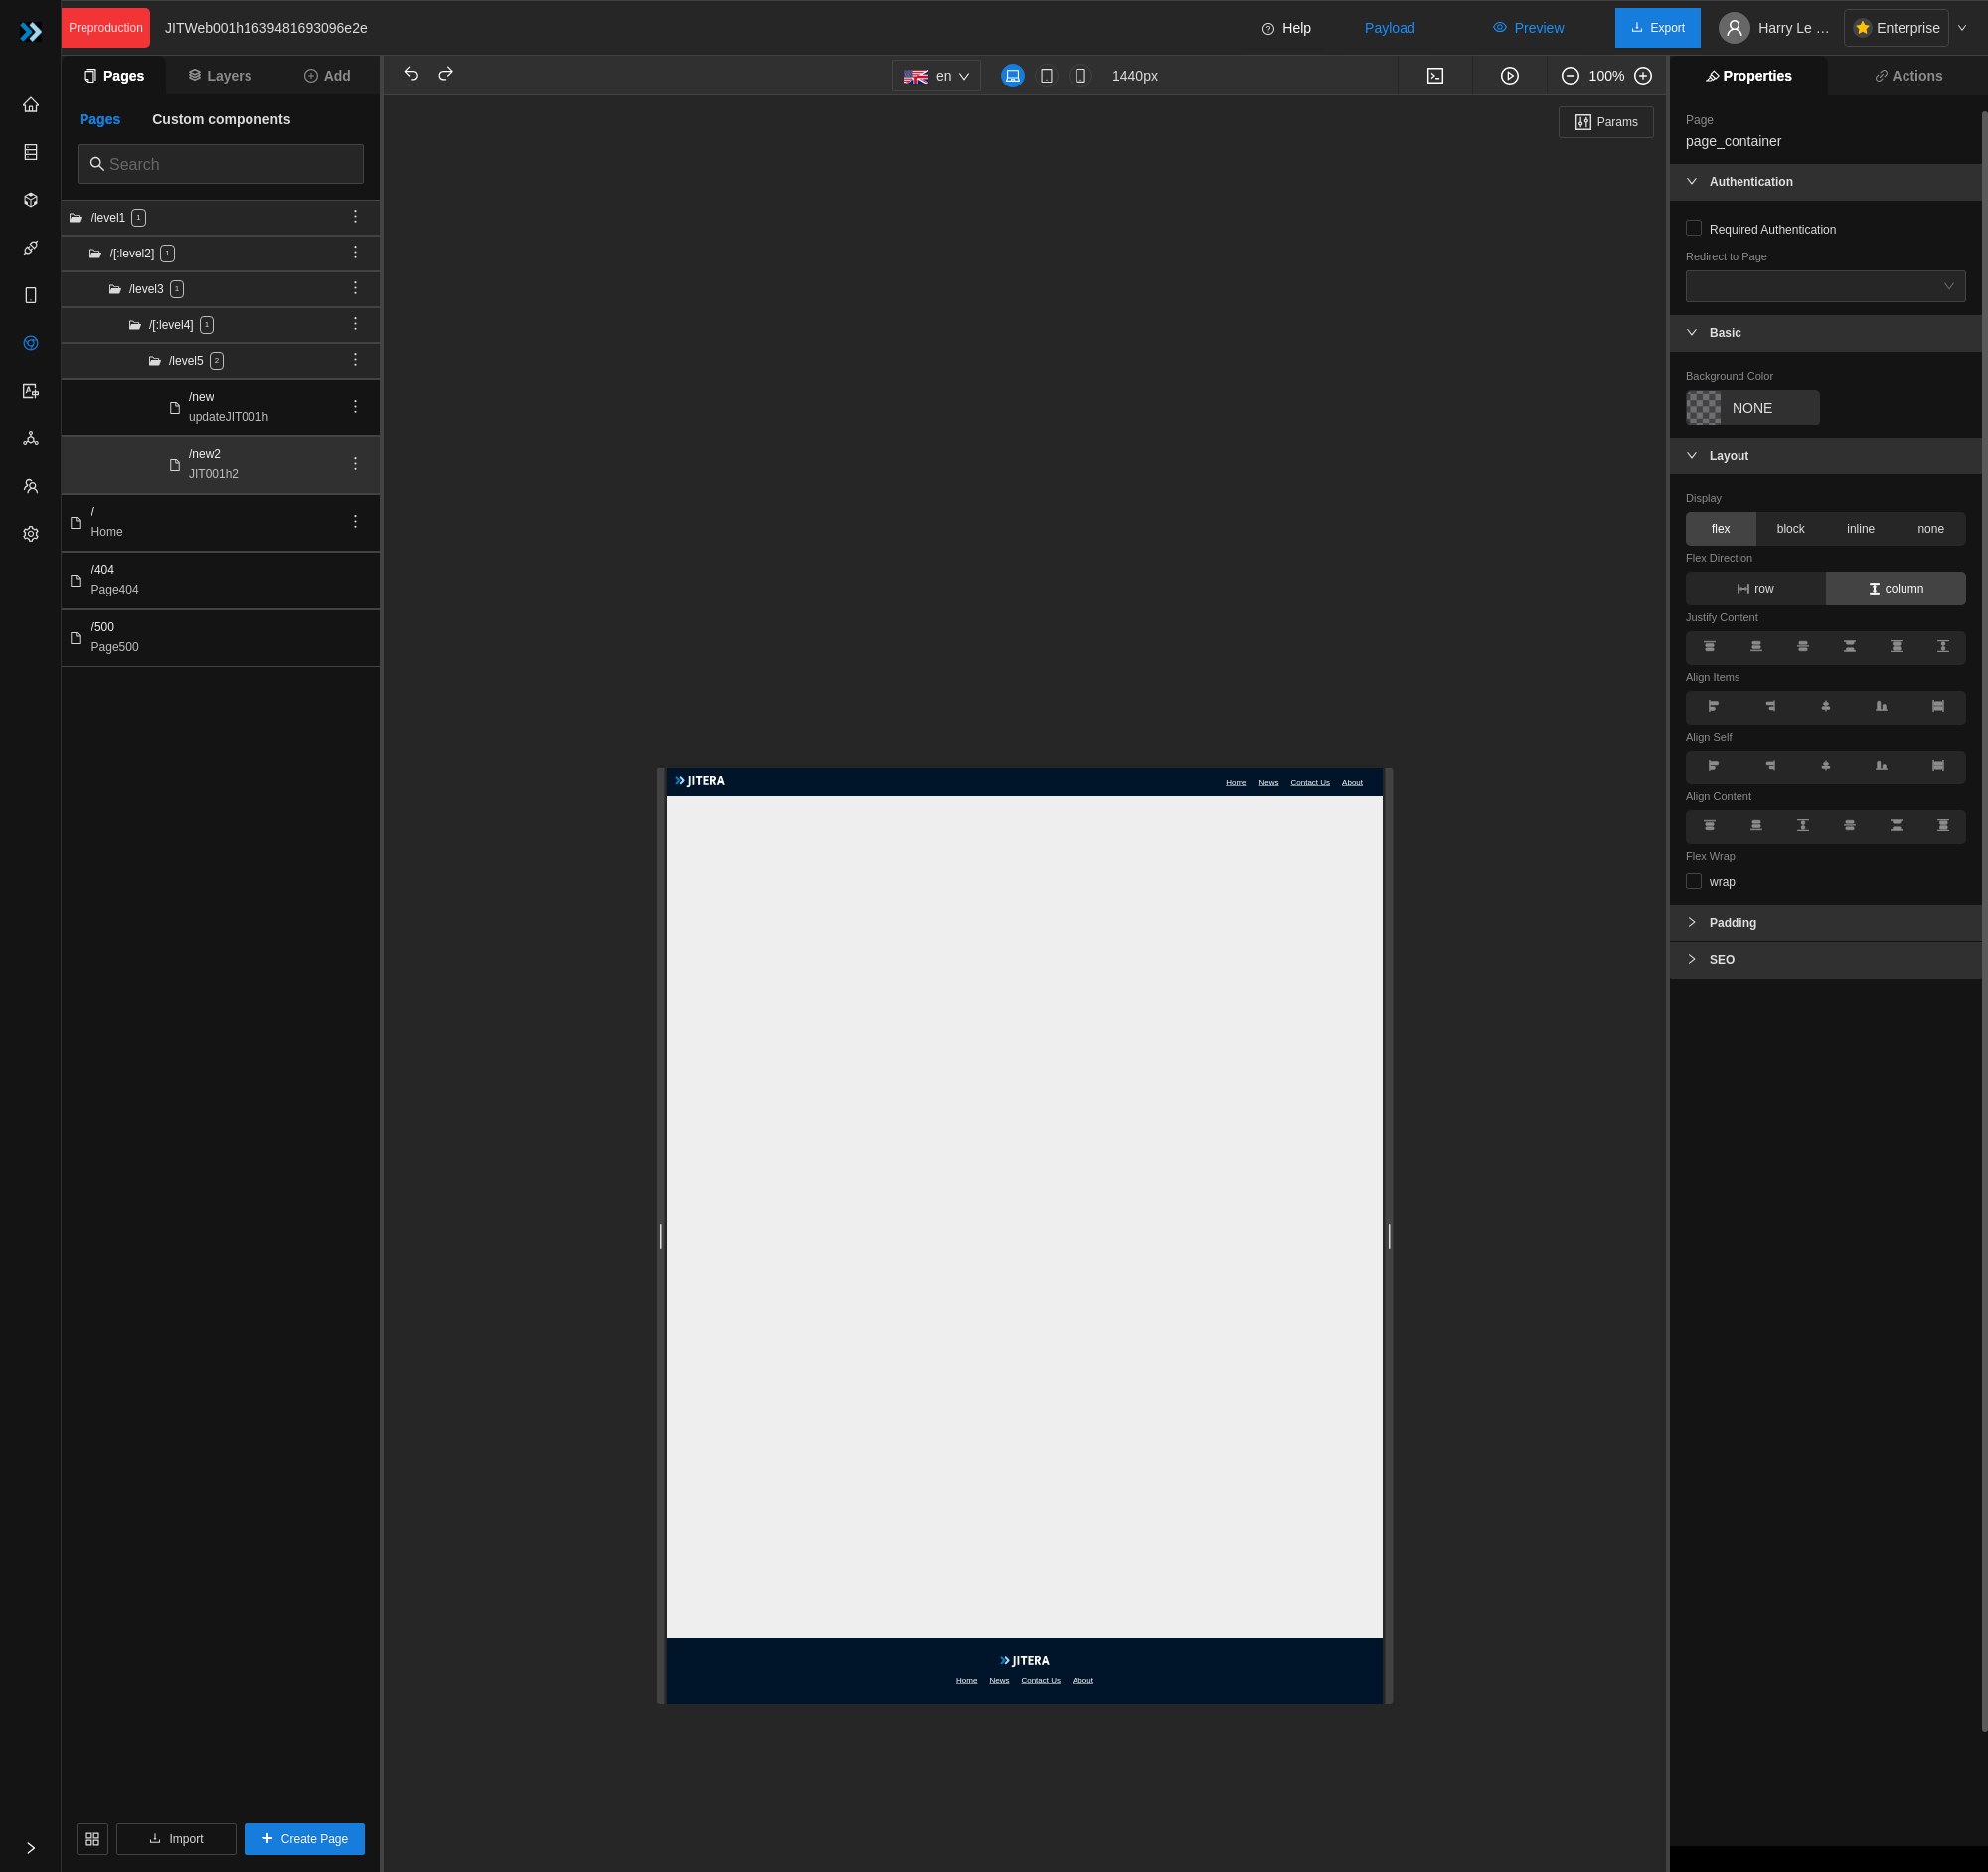 Preproduction JITWeb001h1639481693096e2e Help Payload Preview Export Harry Le … Enterprise
Pages Layers Add
en 1440px 100%
Properties Actions
Pages Custom components
Search
/level1 1
/[:level2] 1
/level3 1
/[:level4] 1
/level5 2
/new
updateJIT001h
/new2
JIT001h2
/
Home
/404
Page404
/500
Page500
Import Create Page
Params
JITERA Home News Contact Us About
JITERA
Home News Contact Us About
Page
page_container
Authentication
Required Authentication
Redirect to Page
Basic
Background Color
NONE
Layout
Display
flex block inline none
Flex Direction
row column
Justify Content
Align Items
Align Self
Align Content
Flex Wrap
wrap
Padding
SEO